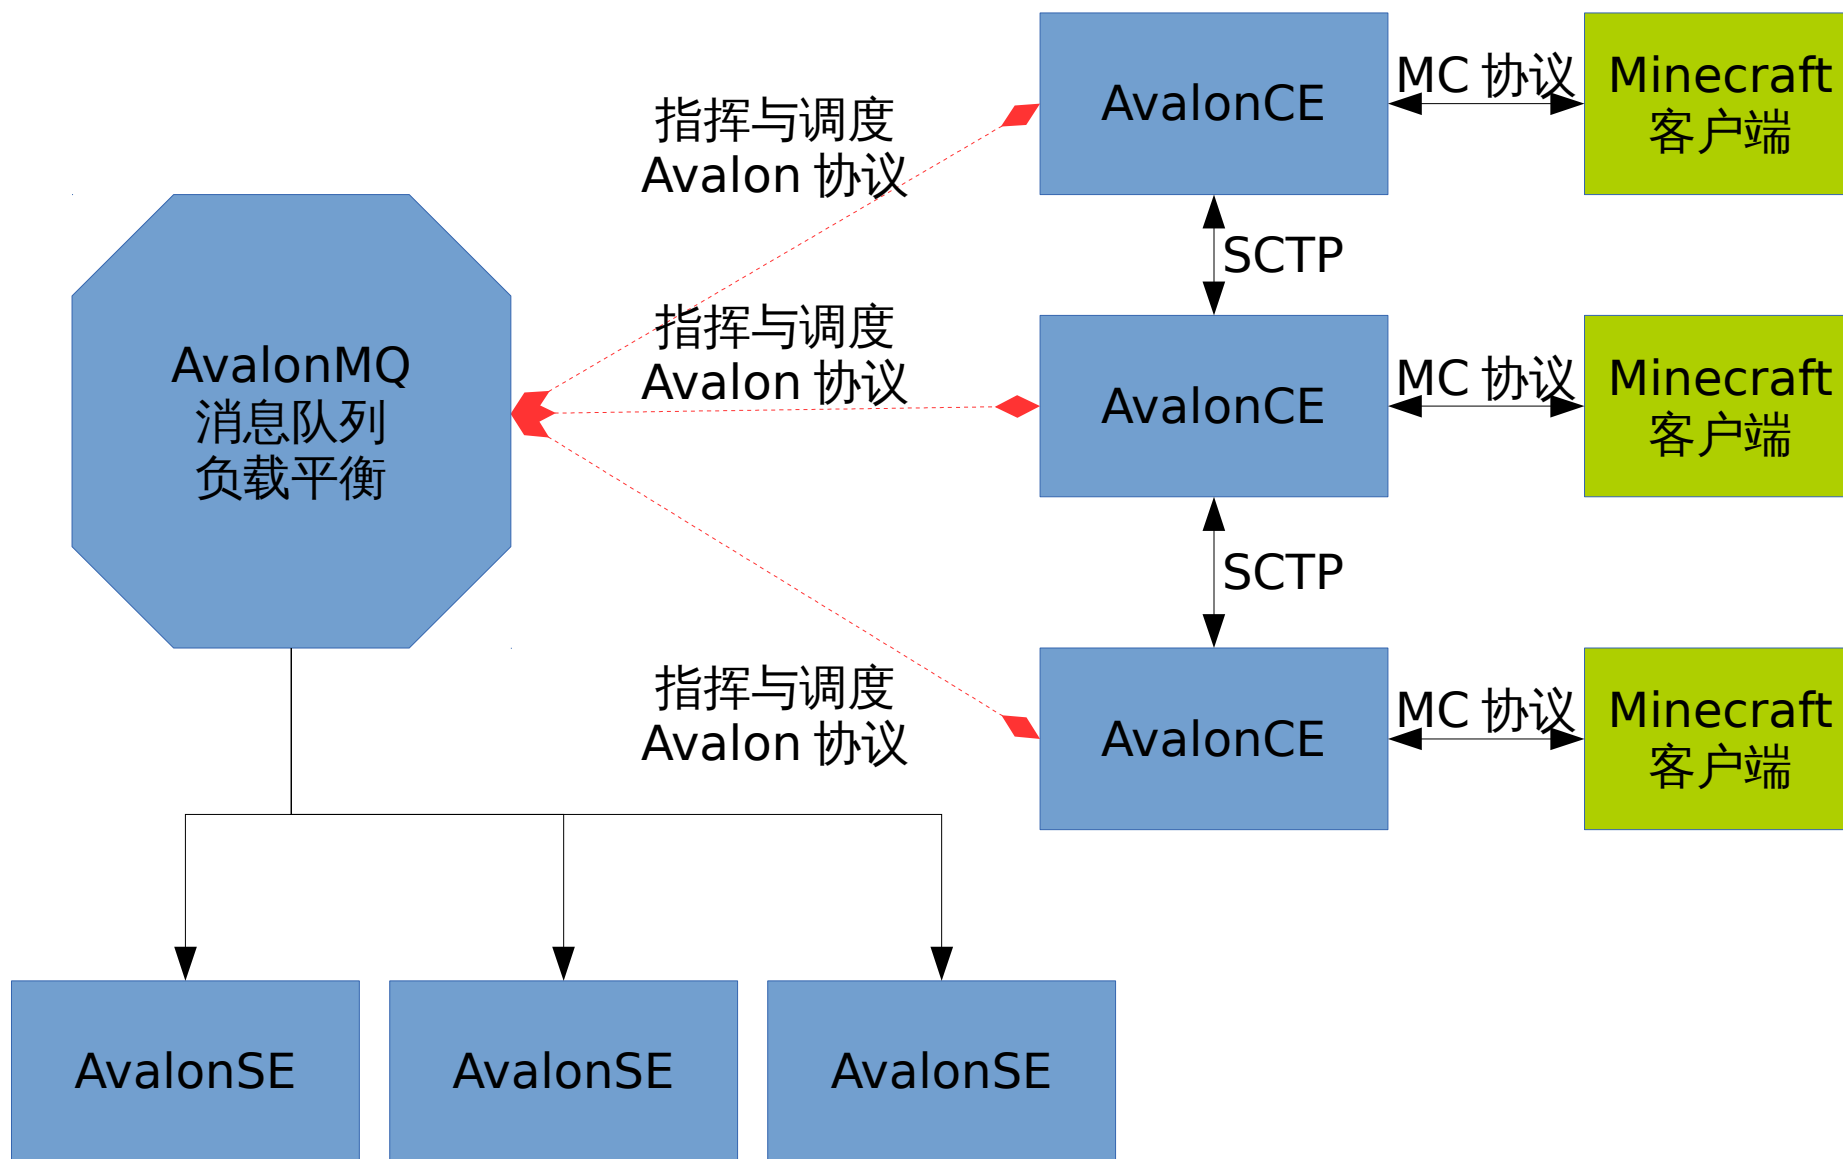 AvalonCE
MC 协议
Minecraft
客户端
指挥与调度
Avalon 协议
SCTP
AvalonMQ
消息队列
负载平衡
指挥与调度
Avalon 协议
AvalonCE
MC 协议
Minecraft
客户端
SCTP
指挥与调度
Avalon 协议
AvalonCE
MC 协议
Minecraft
客户端
AvalonSE
AvalonSE
AvalonSE